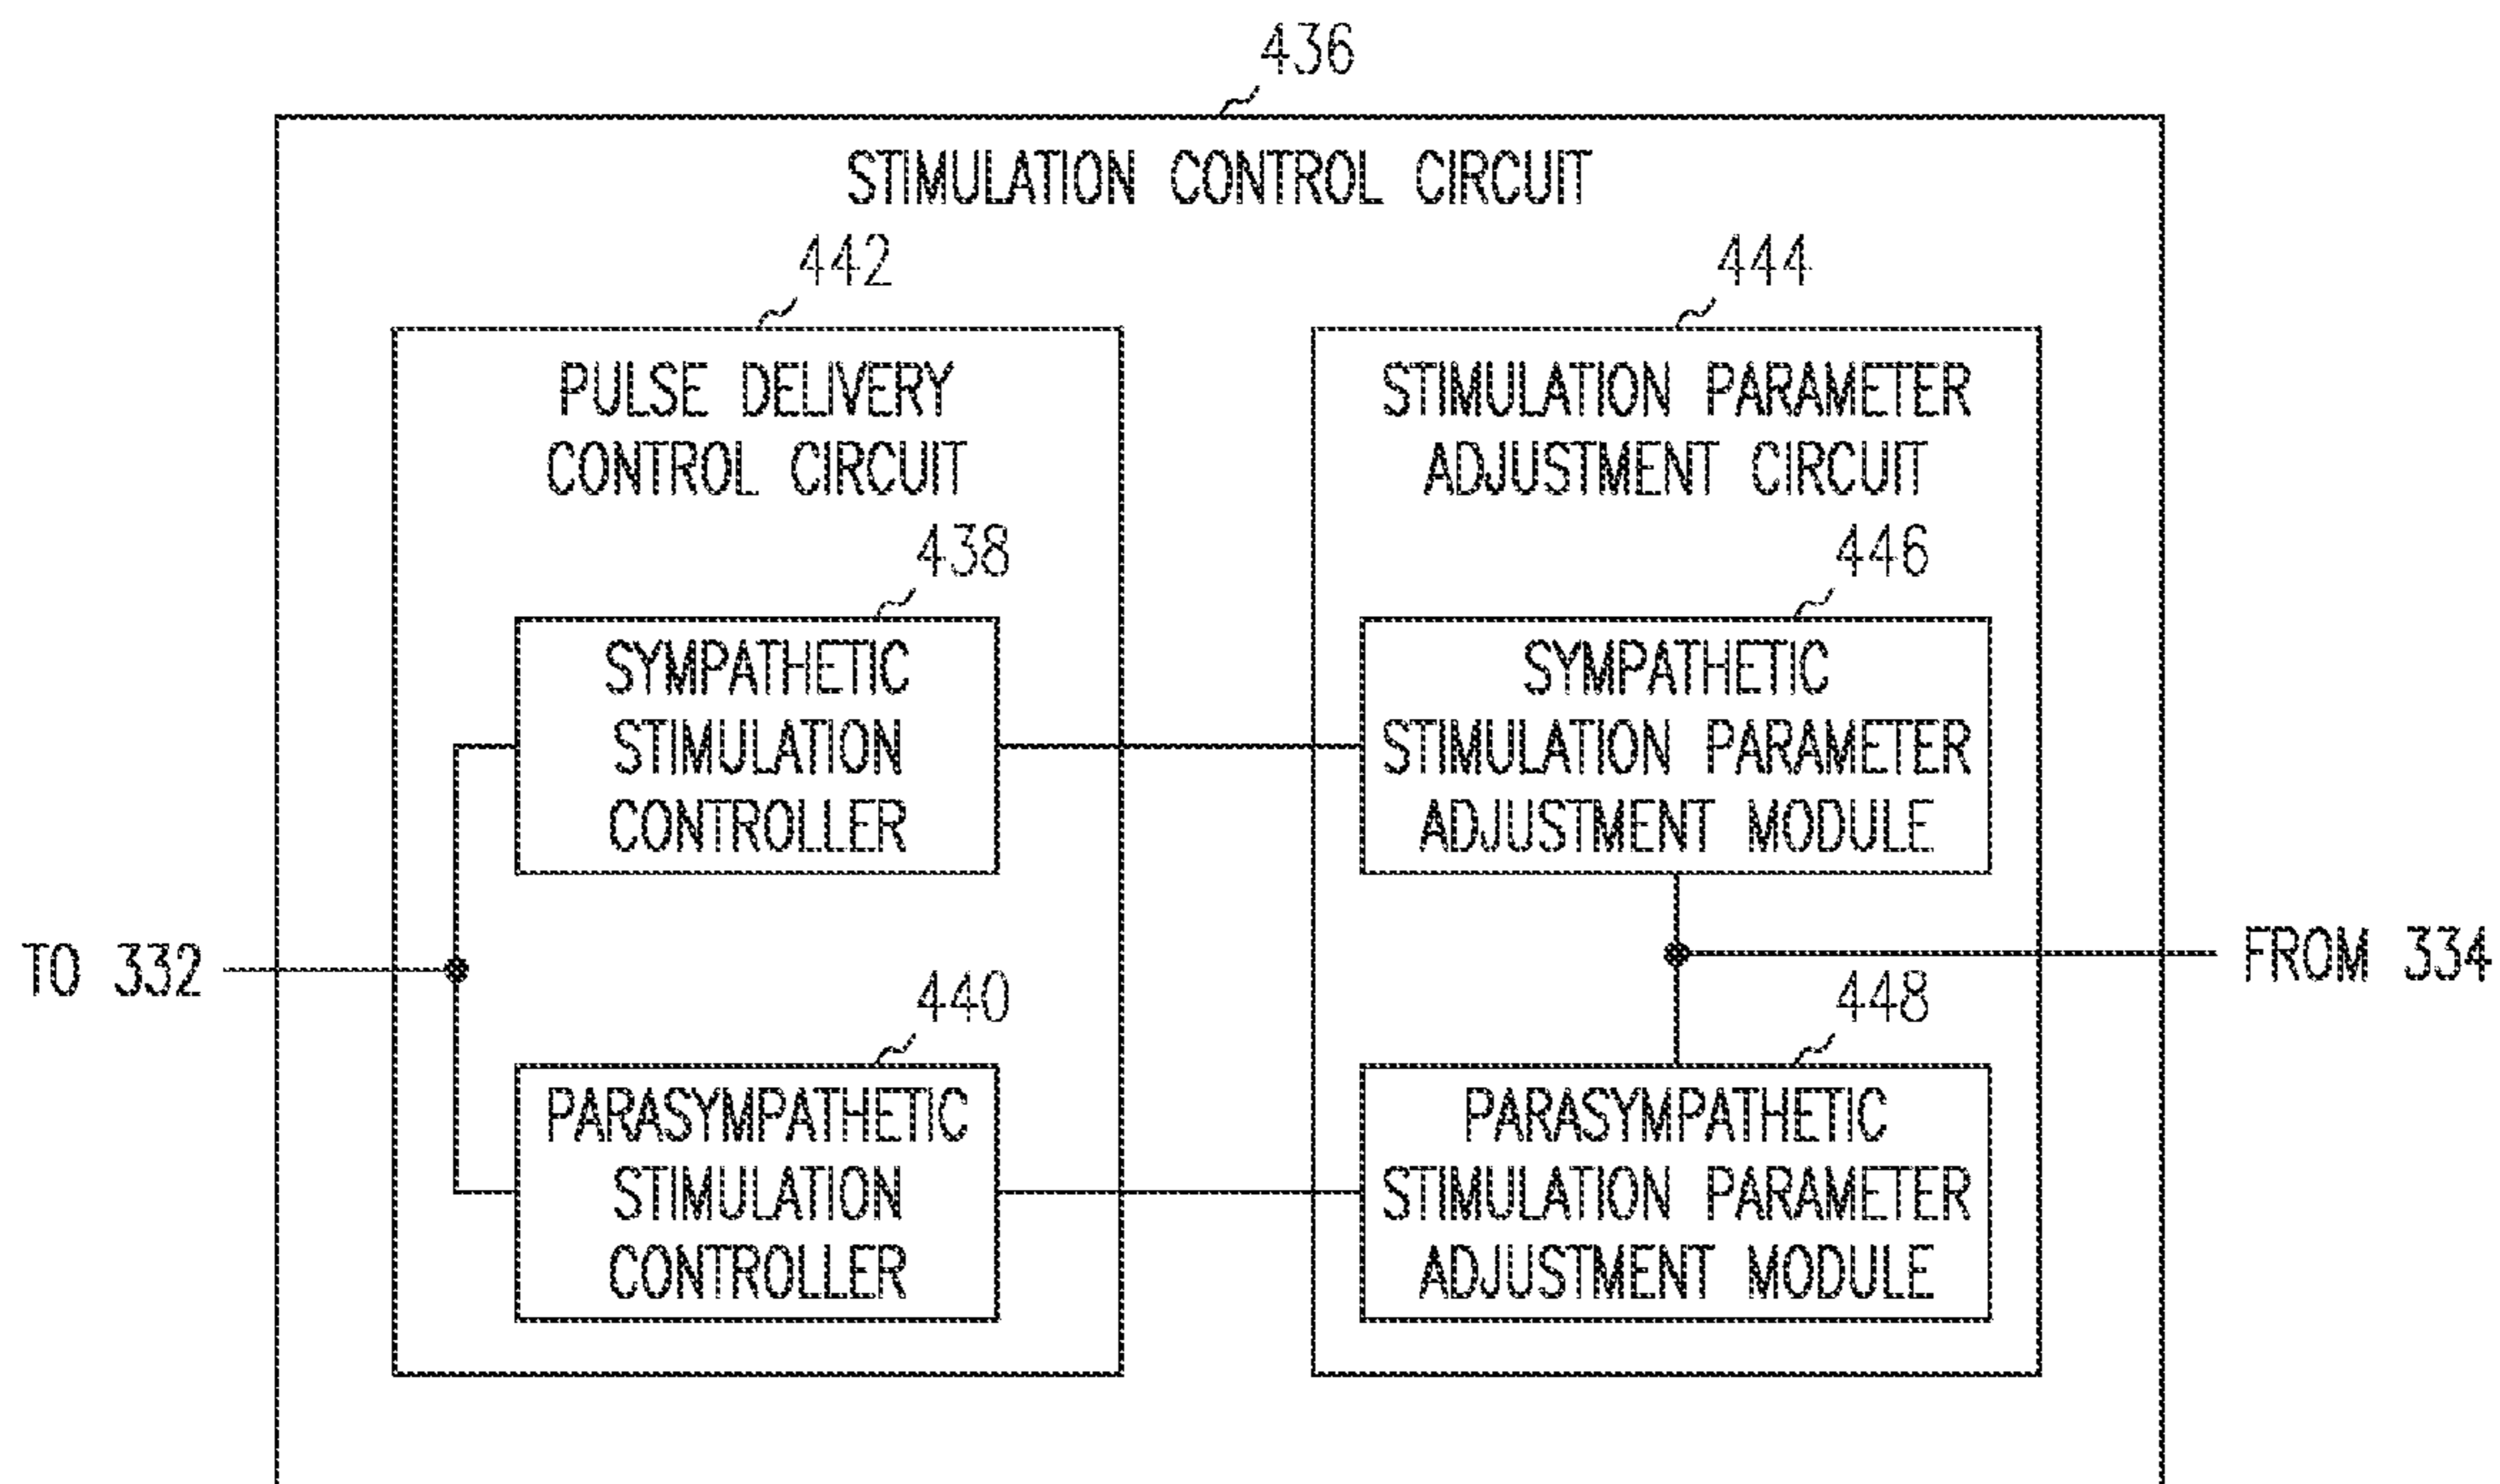 436
STIMULATION CONTROL CIRCUIT
442
PULSE DELIVERY
CONTROL CIRCUIT
438
SYMPATHETIC
STIMULATION
CONTROLLER
440
PARASYMPATHETIC
STIMULATION
CONTROLLER
444
STIMULATION PARAMETER
ADJUSTMENT CIRCUIT
446
SYMPATHETIC
STIMULATION PARAMETER
ADJUSTMENT MODULE
448
PARASYMPATHETIC
STIMULATION PARAMETER
ADJUSTMENT MODULE
TO 332
FROM 334